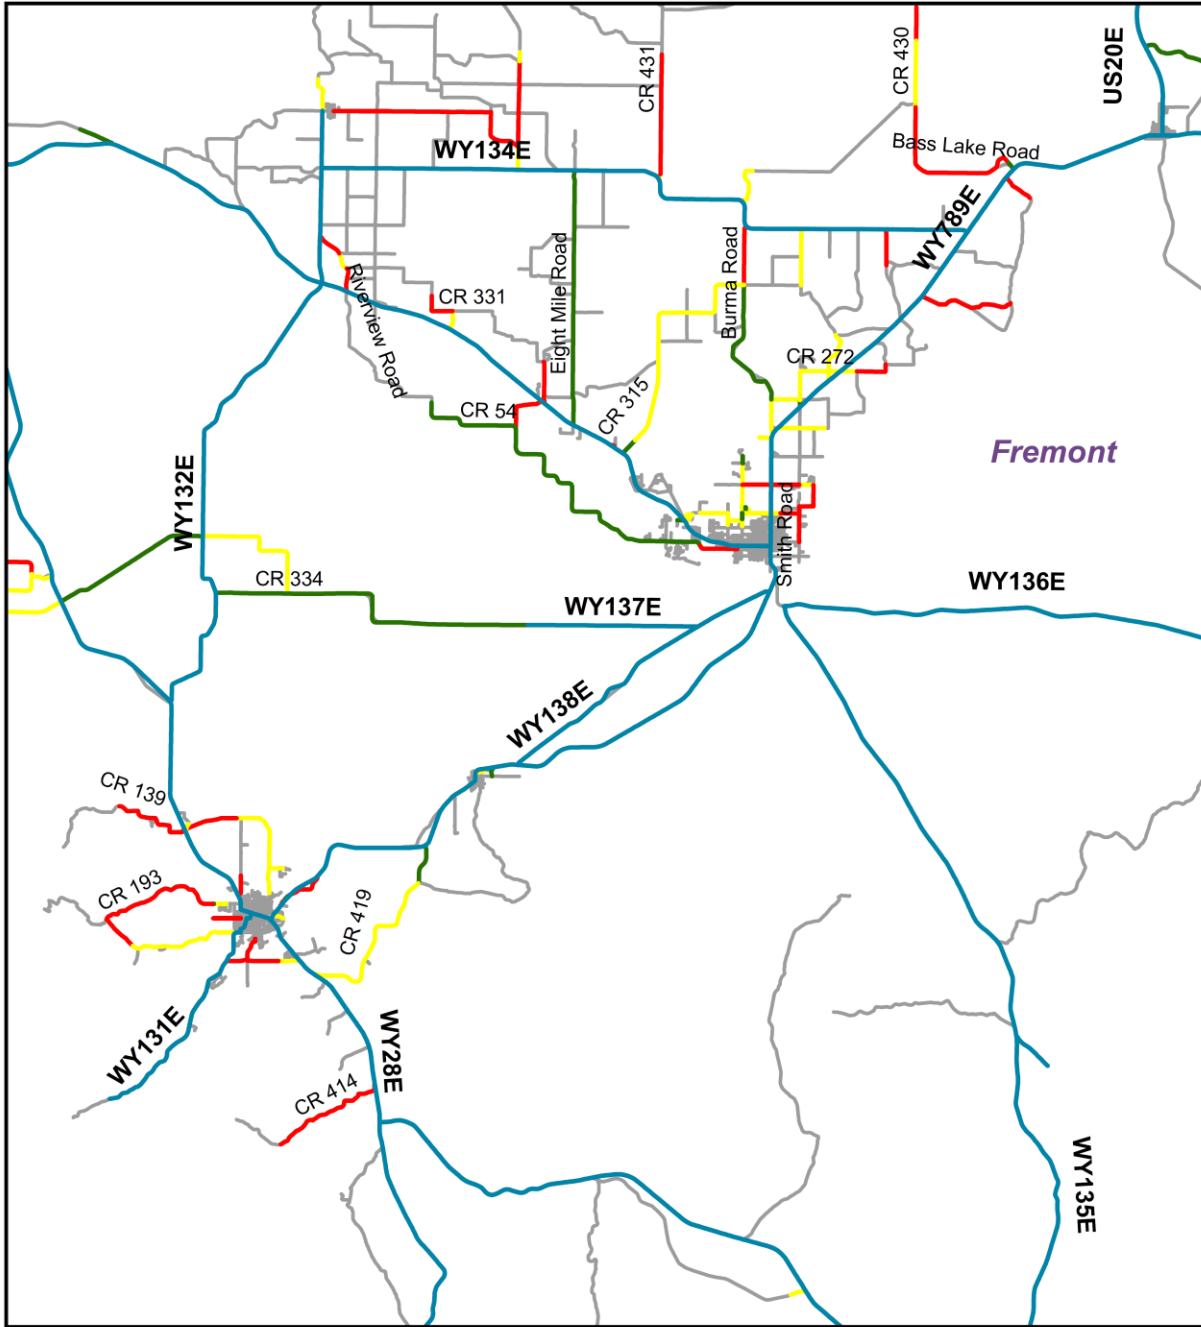 US20E
CR 430
CR 431
Bass Lake Road
WY134E
WY789E
Riverview Road
CR 331
Eight Mile Road
Burma Road
CR 272
CR 315
CR 54
Fremont
WY132E
Smith Road
CR 334
WY137E
WY136E
WY138E
CR 139
CR 193
CR 419
WY131E
WY28E
CR 414
WY135E